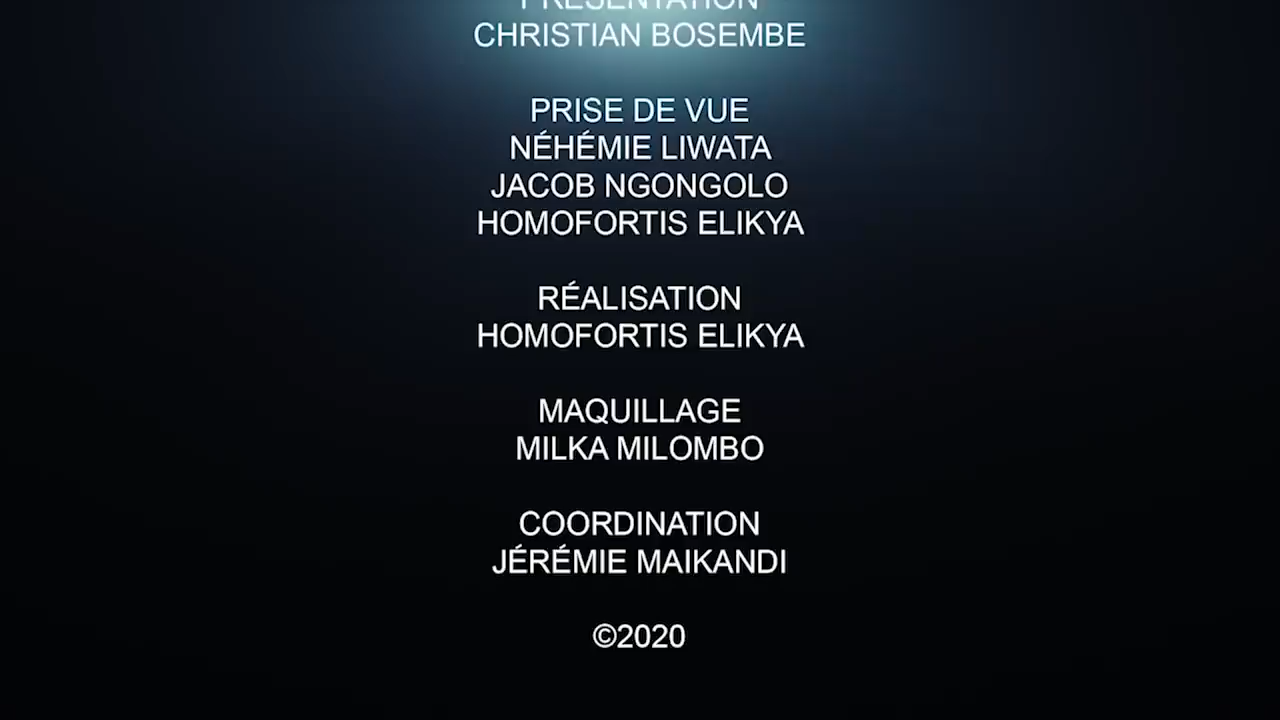 PRÉSENTATION
CHRISTIAN BOSEMBE
PRISE DE VUE
NÉHÉMIE LIWATA
JACOB NGONGOLO
HOMOFORTIS ELIKYA
RÉALISATION
HOMOFORTIS ELIKYA
MAQUILLAGE
MILKA MILOMBO
COORDINATION
JÉRÉMIE MAIKANDI
©2020